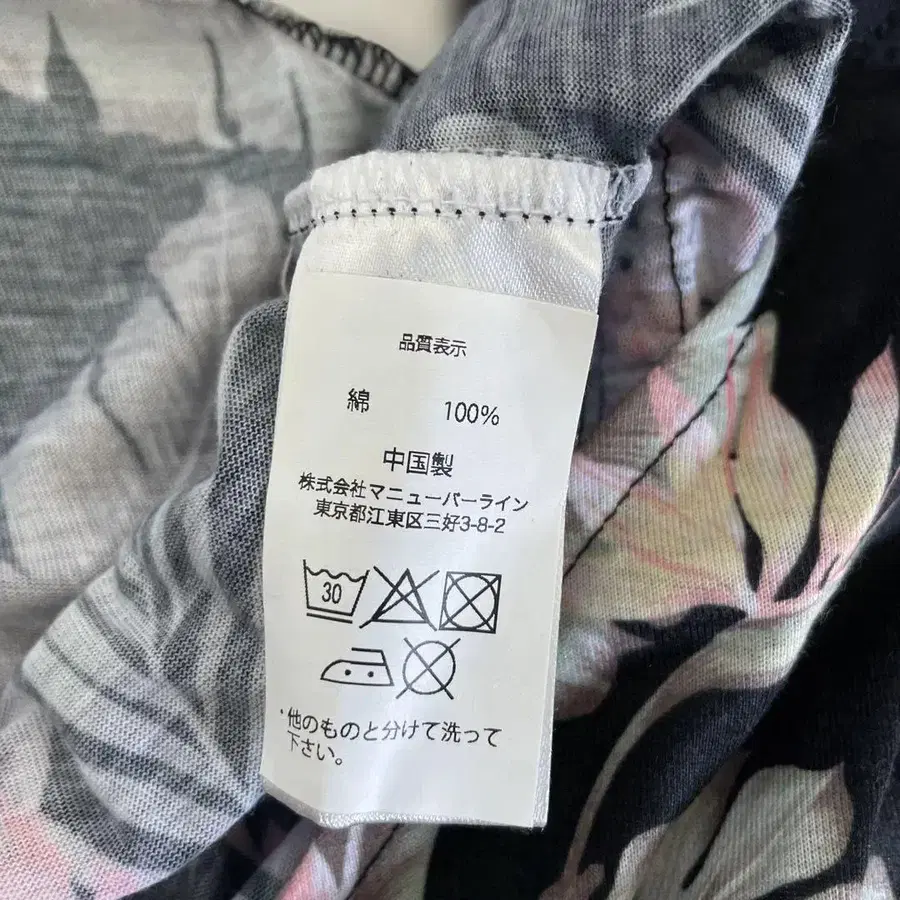 品質表示
綿 100%
中国製
株式会社マニューバーライン
東京都江東区三好3-8-2
30
・他のものと分けて洗って
下さい。